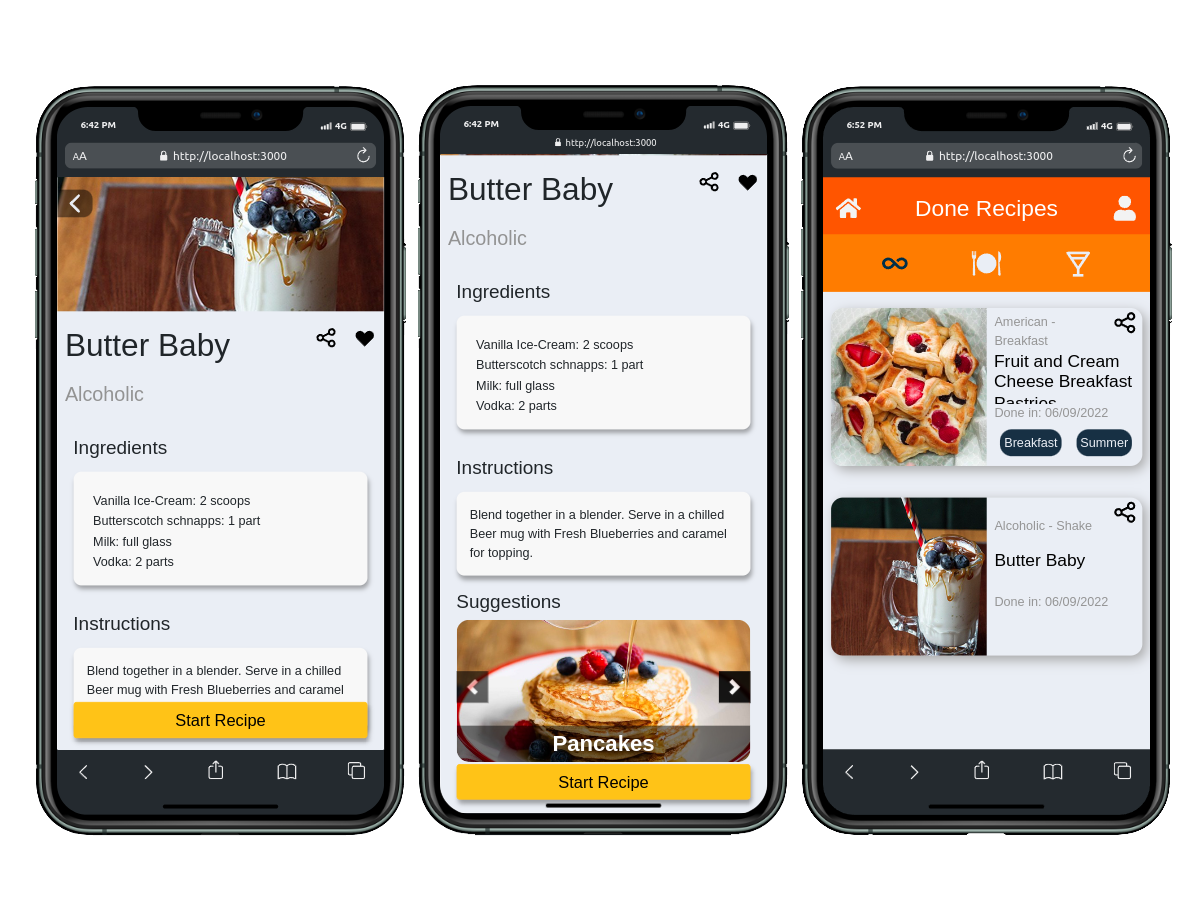 6:42 PM
4G
AA
http://localhost:3000
Butter Baby
Alcoholic
Ingredients
Vanilla Ice-Cream: 2 scoops
Butterscotch schnapps: 1 part
Milk: full glass
Vodka: 2 parts
Instructions
Blend together in a blender. Serve in a chilled
Beer mug with Fresh Blueberries and caramel
Start Recipe
6:42 PM
4G
http://localhost:3000
Butter Baby
Alcoholic
Ingredients
Vanilla Ice-Cream: 2 scoops
Butterscotch schnapps: 1 part
Milk: full glass
Vodka: 2 parts
Instructions
Blend together in a blender. Serve in a chilled
Beer mug with Fresh Blueberries and caramel
for topping.
Suggestions
Pancakes
Start Recipe
6:52 PM
4G
AA
http://localhost:3000
Done Recipes
American -
Breakfast
Fruit and Cream
Cheese Breakfast
Pastries
Done in: 06/09/2022
Breakfast
Summer
Alcoholic - Shake
Butter Baby
Done in: 06/09/2022